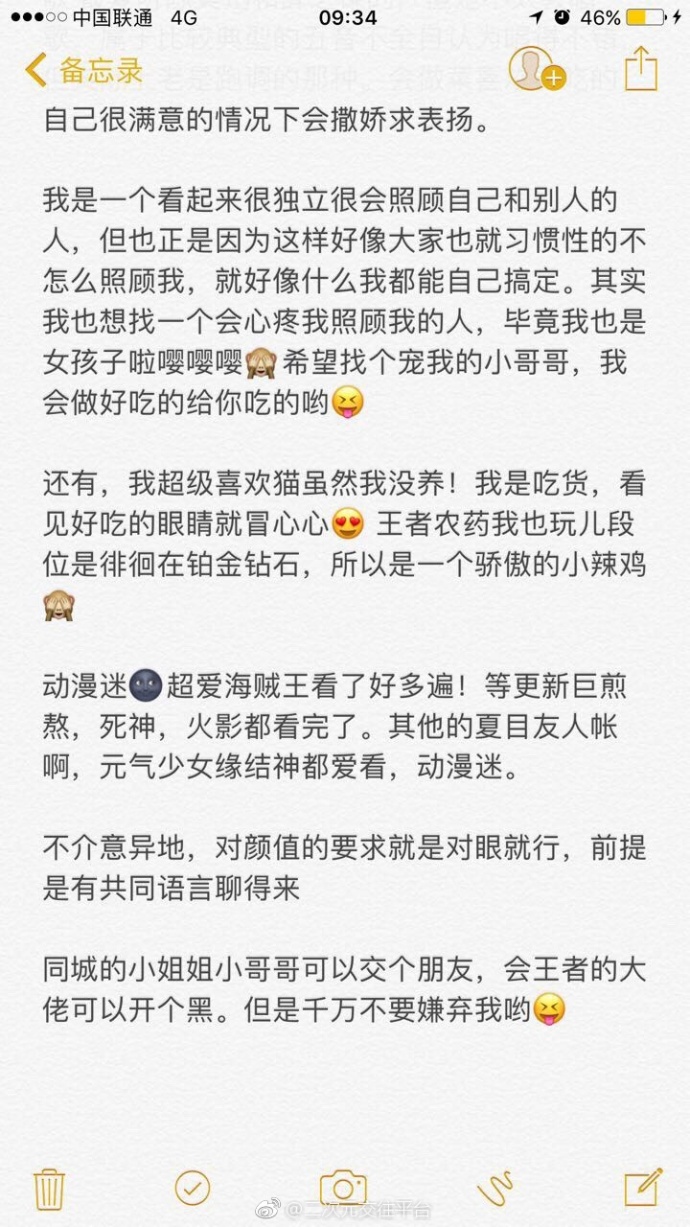 中国联通 4G 09:34 46%
备忘录
自己很满意的情况下会撒娇求表扬。
我是一个看起来很独立很会照顾自己和别人的
人，但也正是因为这样好像大家也就习惯性的不
怎么照顾我，就好像什么我都能自己搞定。其实
我也想找一个会心疼我照顾我的人，毕竟我也是
女孩子啦嘤嘤嘤🙈希望找个宠我的小哥哥，我
会做好吃的给你吃的哟😝
还有，我超级喜欢猫虽然我没养！我是吃货，看
见好吃的眼睛就冒心心😍 王者农药我也玩儿段
位是徘徊在铂金钻石，所以是一个骄傲的小辣鸡
🙈
动漫迷🌚超爱海贼王看了好多遍！等更新巨煎
熬，死神，火影都看完了。其他的夏目友人帐
啊，元气少女缘结神都爱看，动漫迷。
不介意异地，对颜值的要求就是对眼就行，前提
是有共同语言聊得来
同城的小姐姐小哥哥可以交个朋友，会王者的大
佬可以开个黑。但是千万不要嫌弃我哟😝
@二次元交往平台